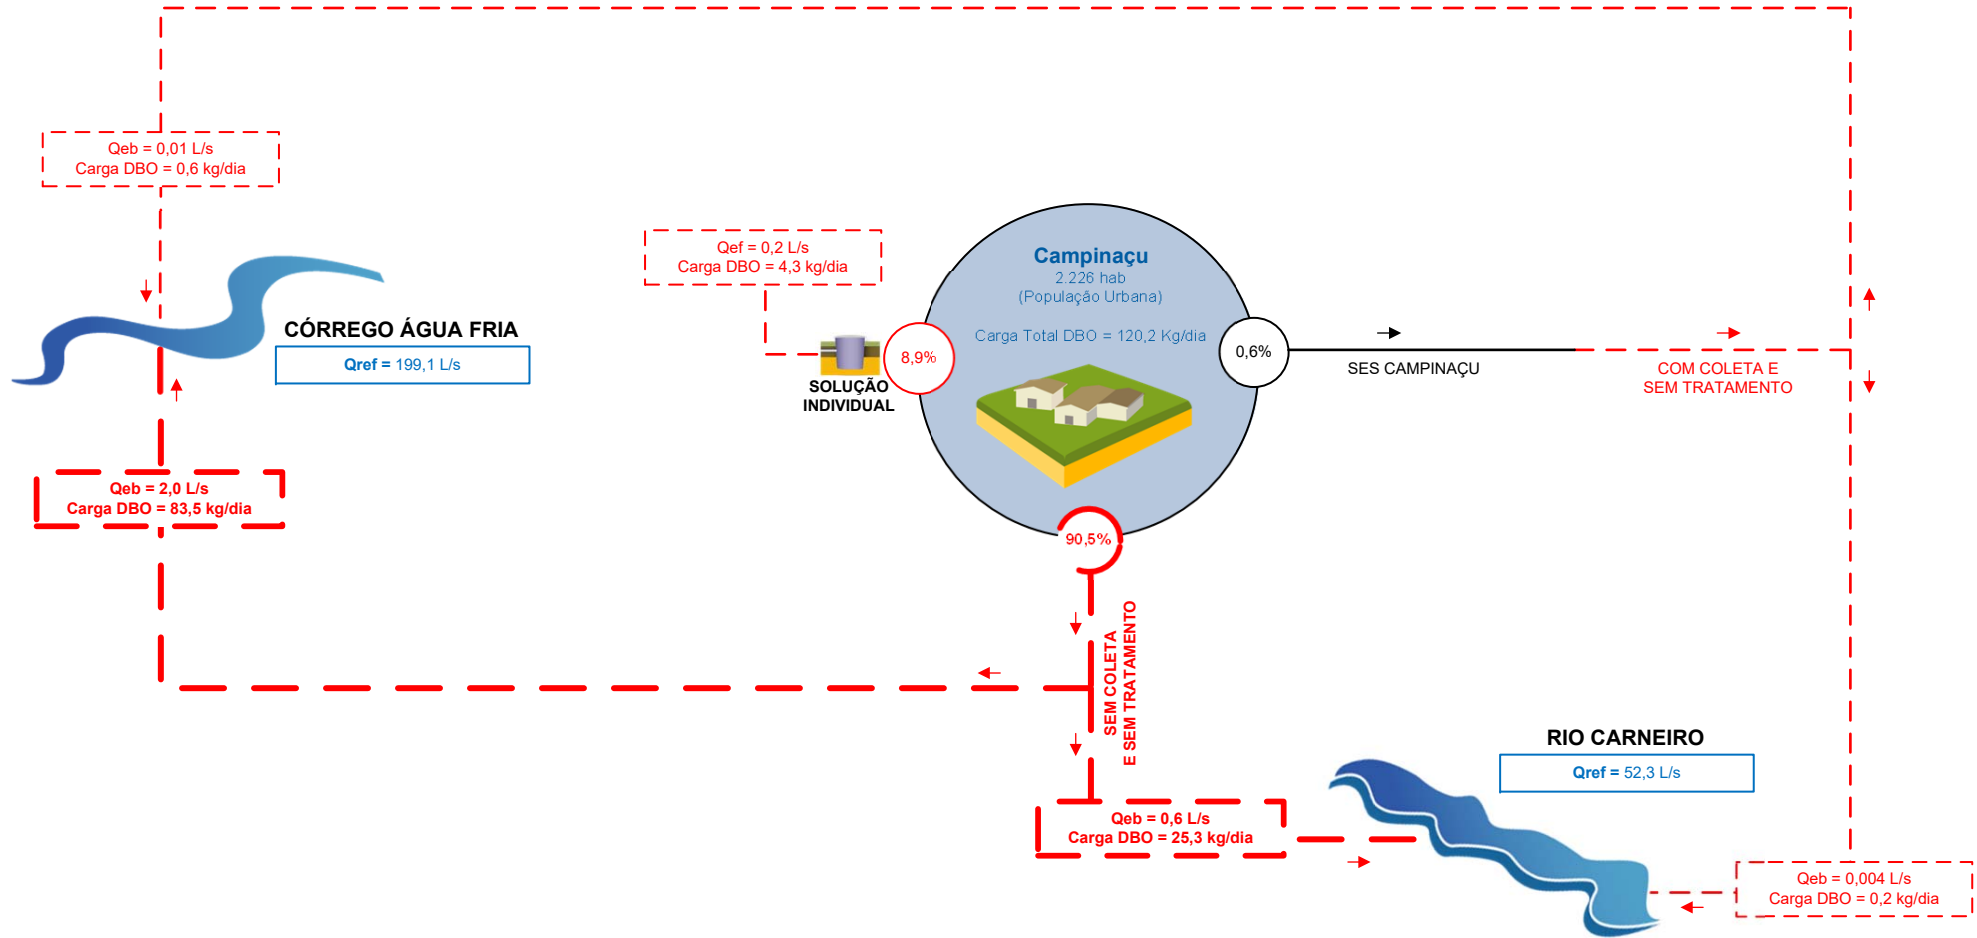 Qeb = 0,01 L/s
Carga DBO = 0,6 kg/dia
Qef = 0,2 L/s
Carga DBO = 4,3 kg/dia
Campinaçu
2.226 hab
(População Urbana)
Carga Total DBO = 120,2 Kg/dia
CÓRREGO ÁGUA FRIA
Qref = 199,1 L/s
8,9%
SOLUÇÃO
INDIVIDUAL
0,6%
SES CAMPINAÇU
COM COLETA E
SEM TRATAMENTO
Qeb = 2,0 L/s
Carga DBO = 83,5 kg/dia
90,5%
SEM COLETA
E SEM TRATAMENTO
RIO CARNEIRO
Qref = 52,3 L/s
Qeb = 0,6 L/s
Carga DBO = 25,3 kg/dia
Qeb = 0,004 L/s
Carga DBO = 0,2 kg/dia